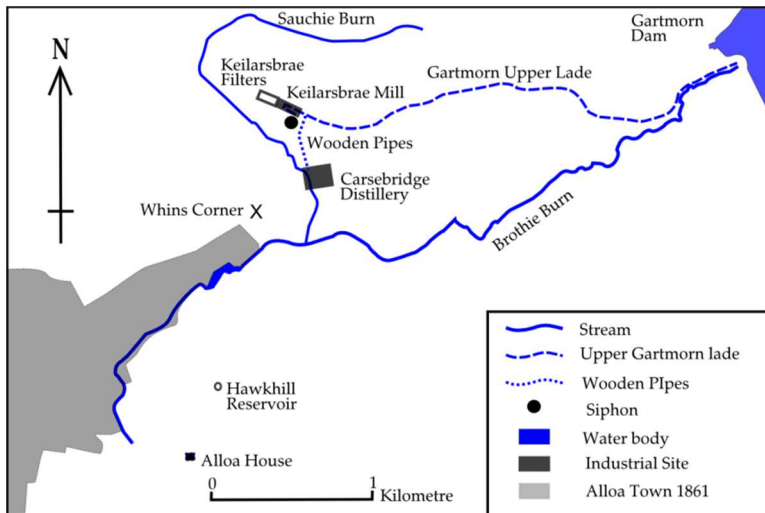 Sauchie Burn
Gartmorn
Dam
N
Keilarsbrae
Filters
Keilarsbrae Mill
Gartmorn Upper Lade
Wooden Pipes
Carsebridge
Distillery
Whins Corner X
Brothie Burn
Hawkhill
Reservoir
Alloa House
0 1
Kilometre
Stream
Upper Gartmorn lade
Wooden PIpes
Siphon
Water body
Industrial Site
Alloa Town 1861